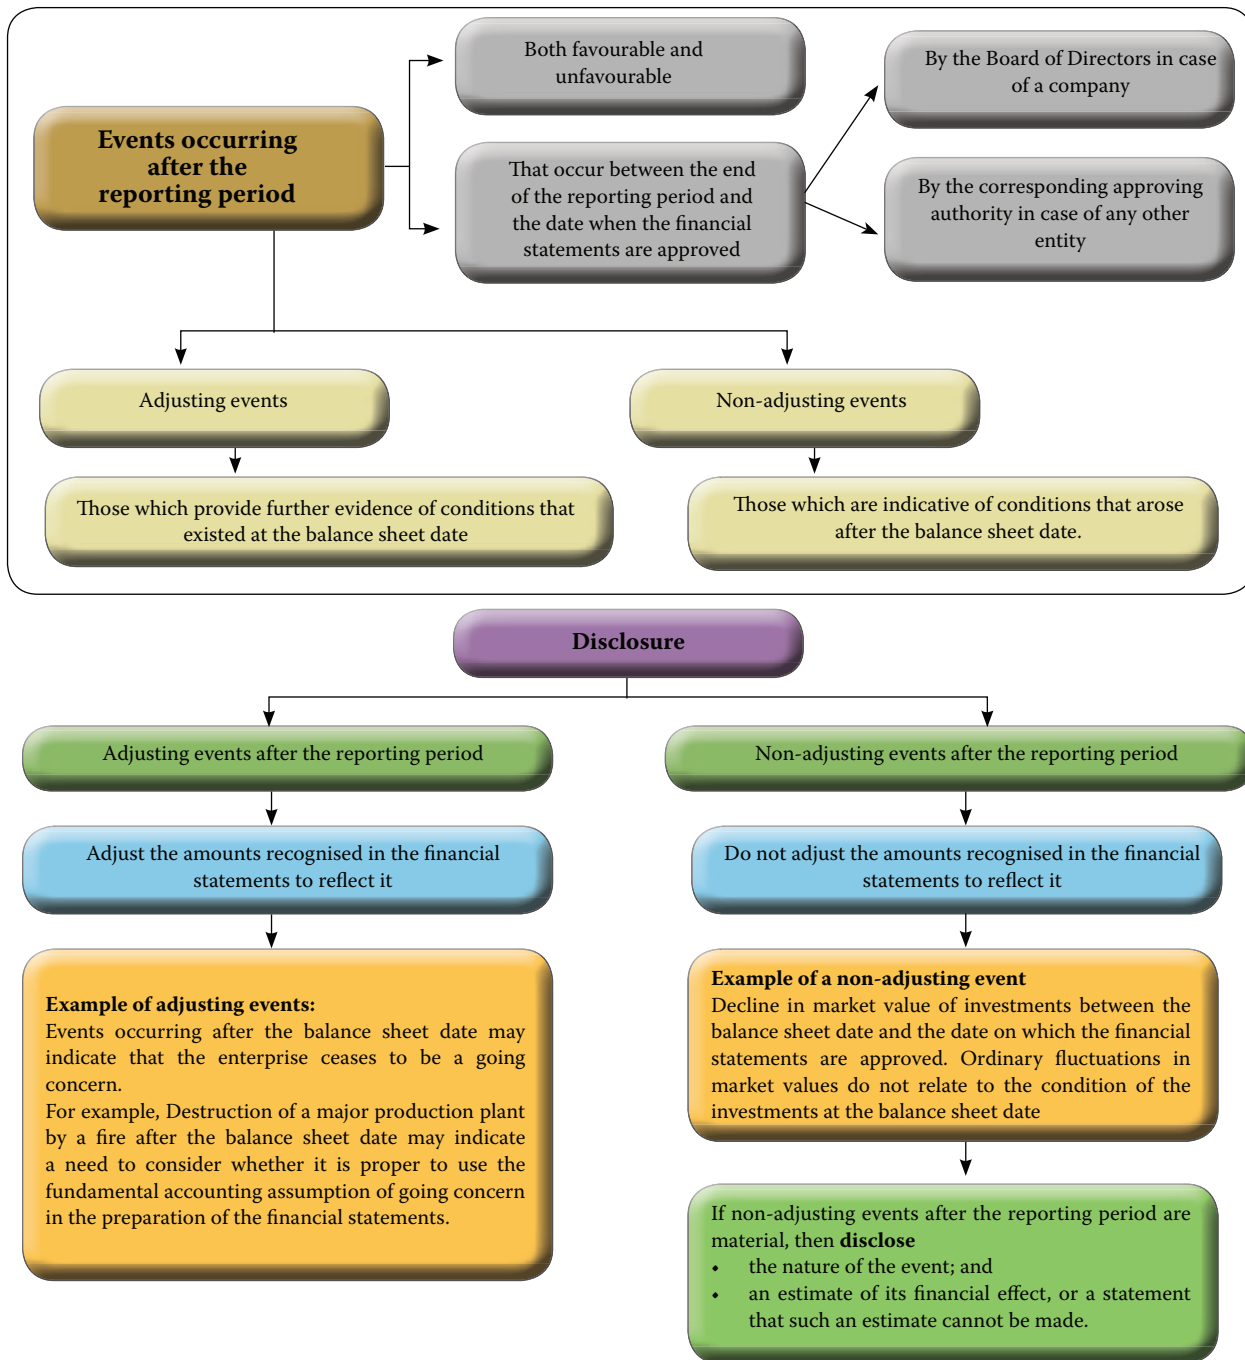 Both favourable and
unfavourable
By the Board of Directors in case
of a company
Events occurring
after the
reporting period
That occur between the end
of the reporting period and
the date when the financial
statements are approved
By the corresponding approving
authority in case of any other
entity
Adjusting events
Non-adjusting events
Those which provide further evidence of conditions that
existed at the balance sheet date
Those which are indicative of conditions that arose
after the balance sheet date.
Disclosure
Adjusting events after the reporting period
Non-adjusting events after the reporting period
Adjust the amounts recognised in the financial
statements to reflect it
Do not adjust the amounts recognised in the financial
statements to reflect it
Example of adjusting events:
Events occurring after the balance sheet date may
indicate that the enterprise ceases to be a going
concern.
For example, Destruction of a major production plant
by a fire after the balance sheet date may indicate
a need to consider whether it is proper to use the
fundamental accounting assumption of going concern
in the preparation of the financial statements.
Example of a non-adjusting event
Decline in market value of investments between the
balance sheet date and the date on which the financial
statements are approved. Ordinary fluctuations in
market values do not relate to the condition of the
investments at the balance sheet date
If non-adjusting events after the reporting period are
material, then disclose
• the nature of the event; and
• an estimate of its financial effect, or a statement
that such an estimate cannot be made.